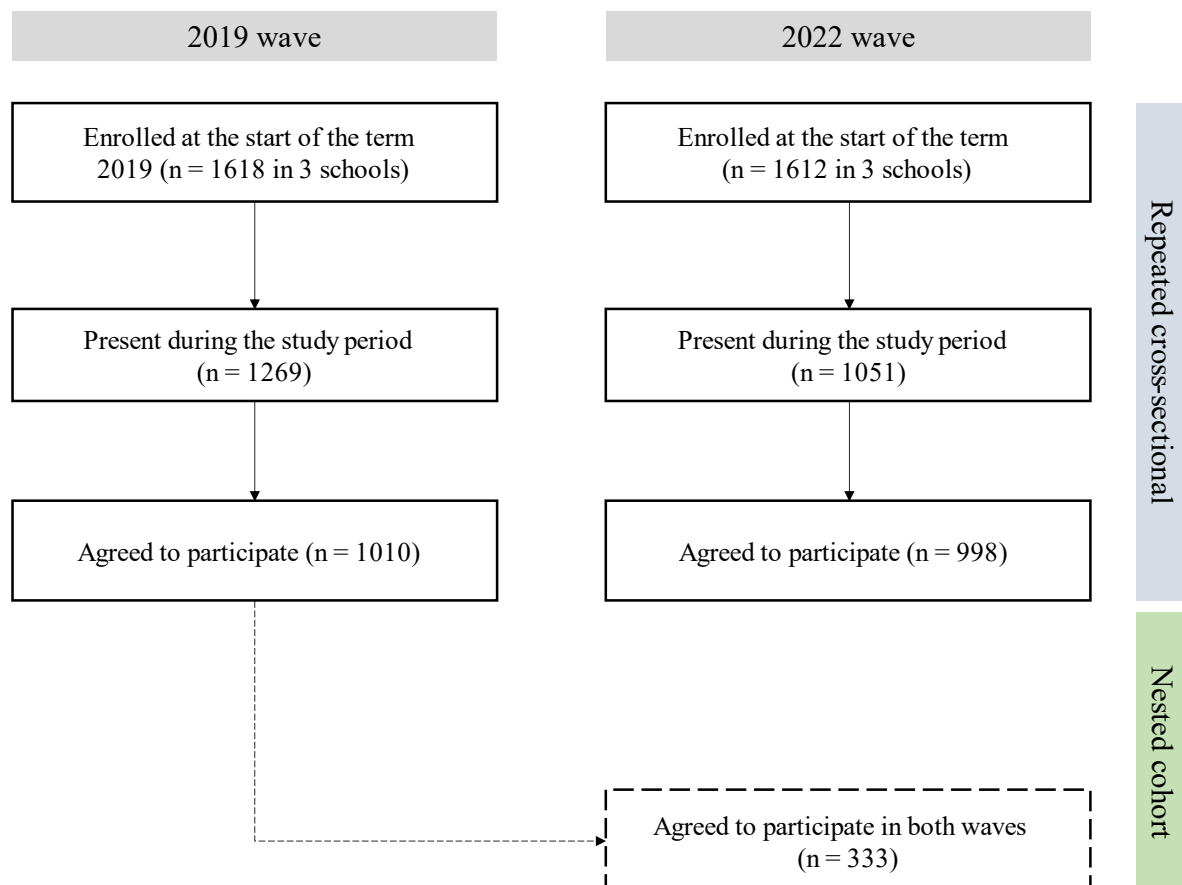 2019 wave
2022 wave
Enrolled at the start of the term
2019 (n = 1618 in 3 schools)
Enrolled at the start of the term
(n = 1612 in 3 schools)
Present during the study period
(n = 1269)
Present during the study period
(n = 1051)
Agreed to participate (n = 1010)
Agreed to participate (n = 998)
Repeated cross-sectional
Agreed to participate in both waves
(n = 333)
Nested cohort